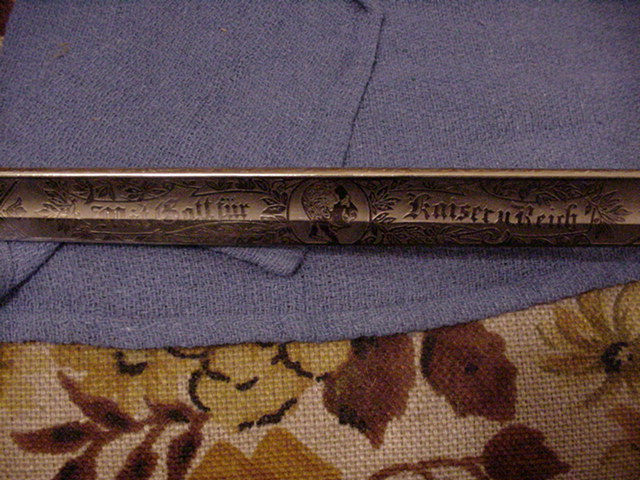 Gott für Kaiser u Reich